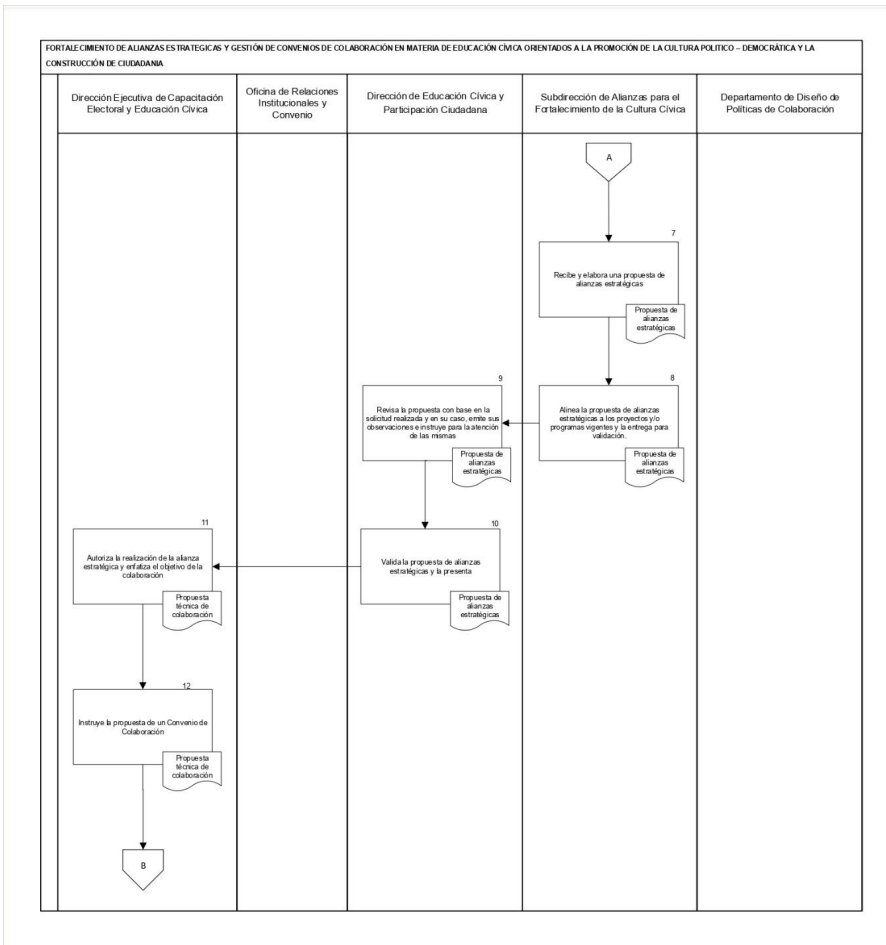 FORTALECIMIENTO DE ALIANZAS ESTRATEGICAS Y GESTIÓN DE CONVENIOS DE COLABORACIÓN EN MATERIA DE EDUCACIÓN CÍVICA ORIENTADOS A LA PROMOCIÓN DE LA CULTURA POLITICO – DEMOCRÁTICA Y LA
CONSTRUCCIÓN DE CIUDADANIA
Dirección Ejecutiva de Capacitación
Electoral y Educación Cívica
Oficina de Relaciones
Institucionales y
Convenio
Dirección de Educación Cívica y
Participación Ciudadana
Subdirección de Alianzas para el
Fortalecimiento de la Cultura Cívica
Departamento de Diseño de
Políticas de Colaboración
A
7
Recibe y elabora una propuesta de
alianzas estratégicas
Propuesta de
alianzas
estratégicas
8
Alinea la propuesta de alianzas
estratégicas a los proyectos y/o
programas vigentes y la entrega para
validación.
Propuesta de
alianzas
estratégicas
9
Revisa la propuesta con base en la
solicitud realizada y en su caso, emite sus
observaciones e instruye para la atención
de las mismas
Propuesta de
alianzas
estratégicas
10
Valida la propuesta de alianzas
estratégicas y la presenta
Propuesta de
alianzas
estratégicas
11
Autoriza la realización de la alianza
estratégica y enfatiza el objetivo de la
colaboración
Propuesta
técnica de
colaboración
12
Instruye la propuesta de un Convenio de
Colaboración
Propuesta
técnica de
colaboración
B